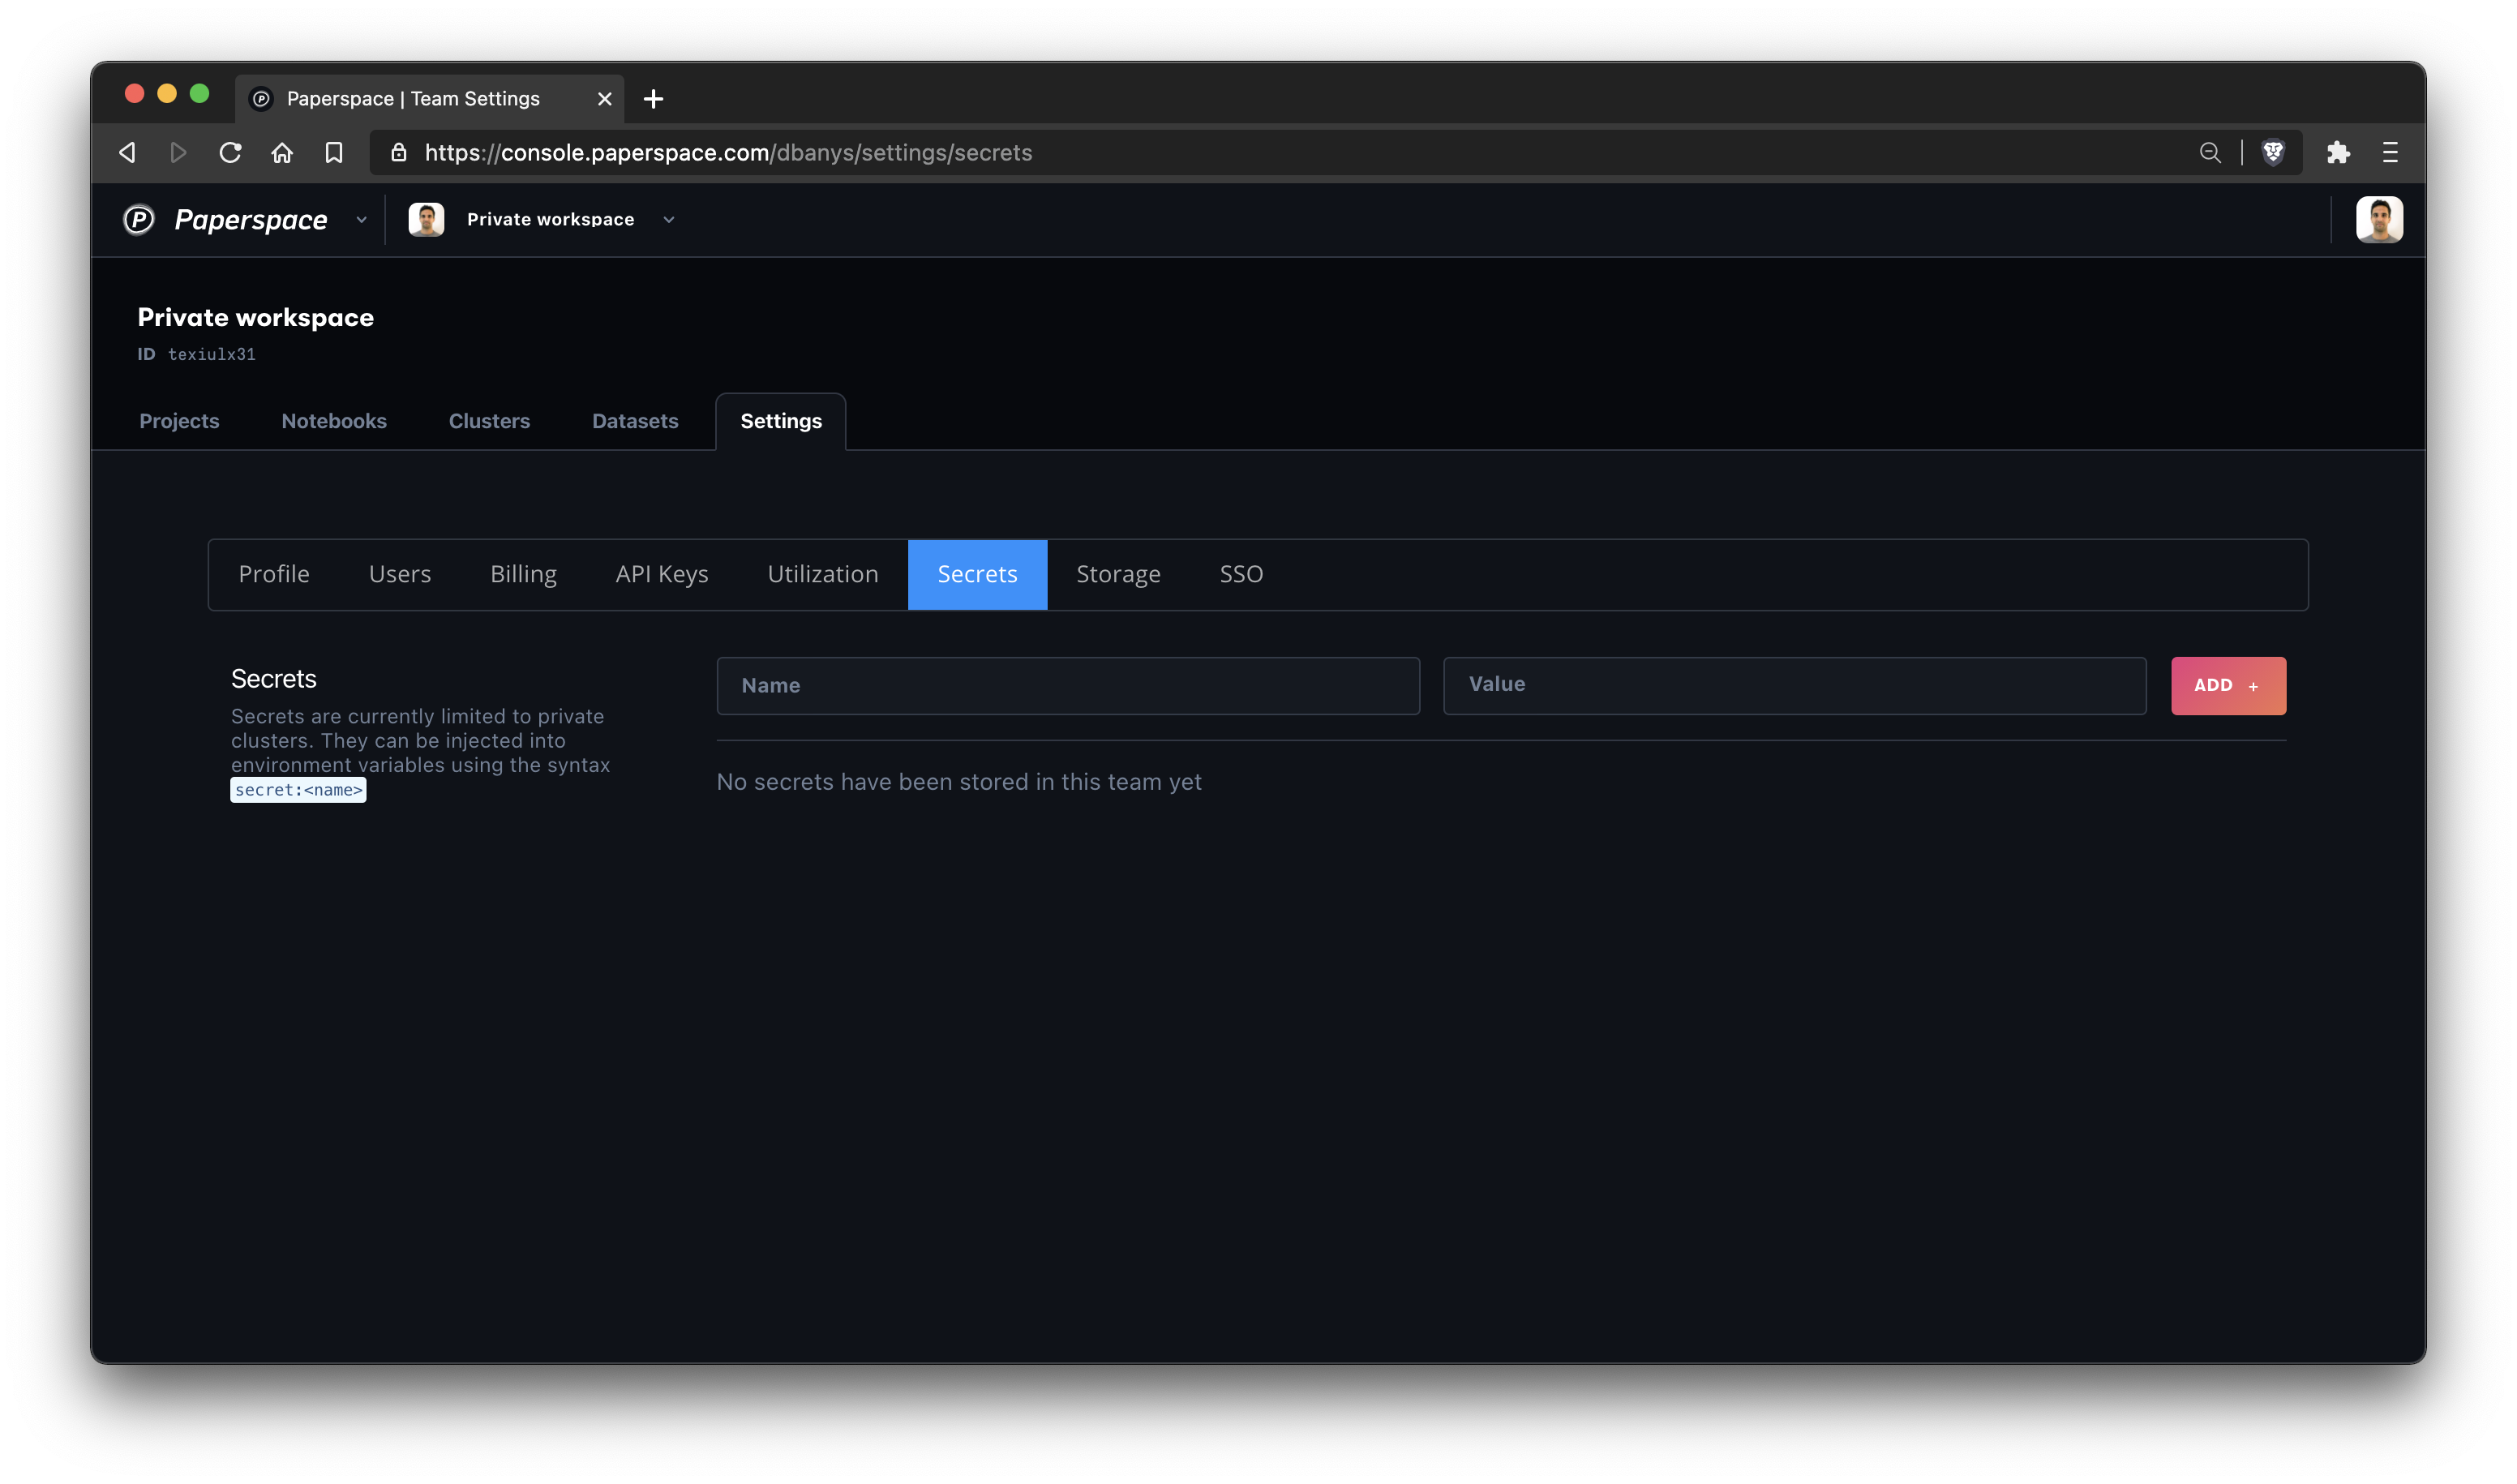 Paperspace | Team Settings
https://console.paperspace.com/dbanys/settings/secrets
Paperspace Private workspace
Private workspace
ID texiulx31
Projects Notebooks Clusters Datasets Settings
Profile Users Billing API Keys Utilization Secrets Storage SSO
Secrets
Secrets are currently limited to private
clusters. They can be injected into
environment variables using the syntax
secret:<name>
Name Value ADD +
No secrets have been stored in this team yet